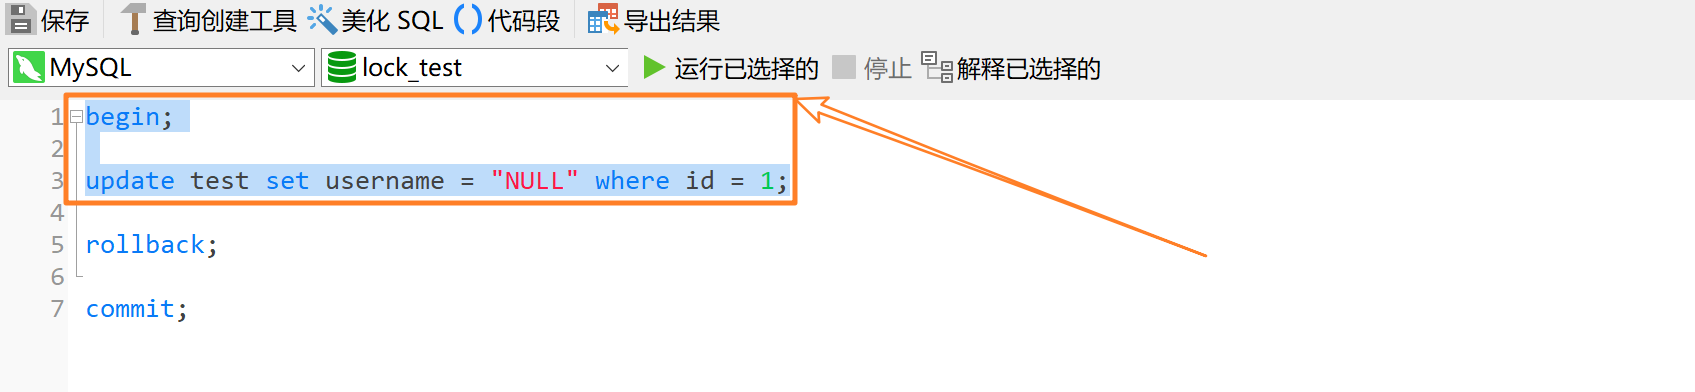 保存 查询创建工具 美化 SQL 代码段 导出结果
MySQL lock_test 运行已选择的 停止 解释已选择的
1 begin;
2
3 update test set username = "NULL" where id = 1;
4
5 rollback;
6
7 commit;